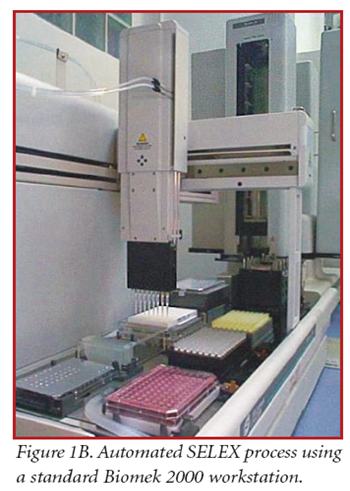 Figure 1B. Automated SELEX process using
a standard Biomek 2000 workstation.